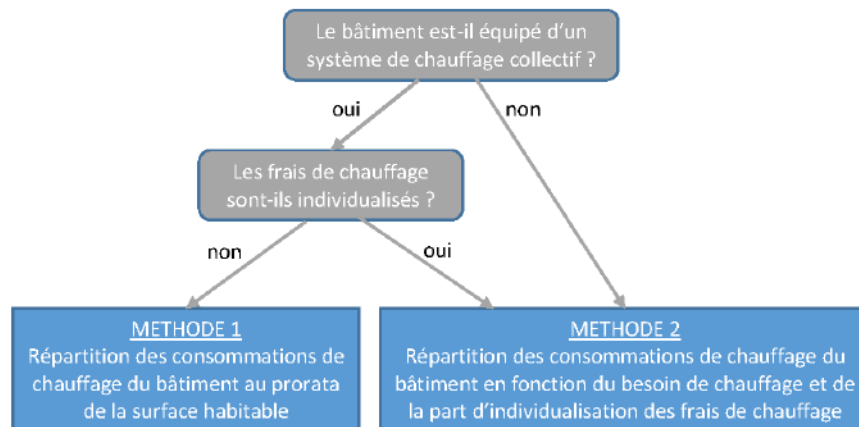 Le bâtiment est-il équipé d'un
système de chauffage collectif ?
oui
non
Les frais de chauffage
sont-ils individualisés ?
non
oui
METHODE 1
Répartition des consommations de
chauffage du bâtiment au prorata
de la surface habitable
METHODE 2
Répartition des consommations de chauffage du
bâtiment en fonction du besoin de chauffage et de
la part d'individualisation des frais de chauffage